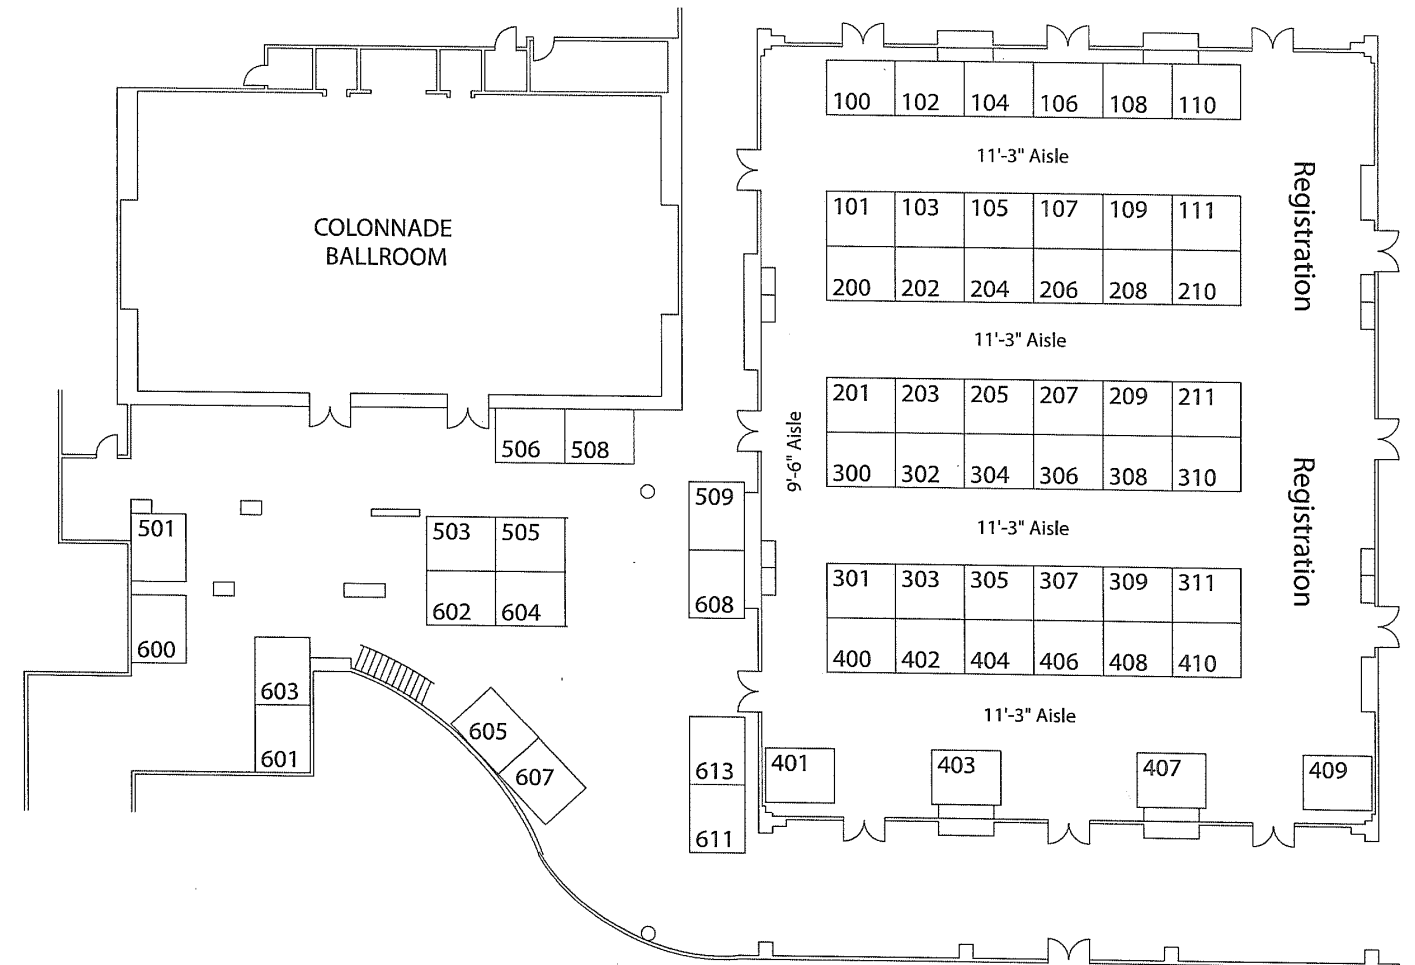 100 102 104 106 108 110
11'-3" Aisle
Registration
101 103 105 107 109 111
COLONNADE
BALLROOM
200 202 204 206 208 210
11'-3" Aisle
201 203 205 207 209 211
9'-6" Aisle
506 508
300 302 304 306 308 310
Registration
509
501
503 505
11'-3" Aisle
301 303 305 307 309 311
608
602 604
600
400 402 404 406 408 410
603
11'-3" Aisle
605
601
607
613
401 403 407 409
611